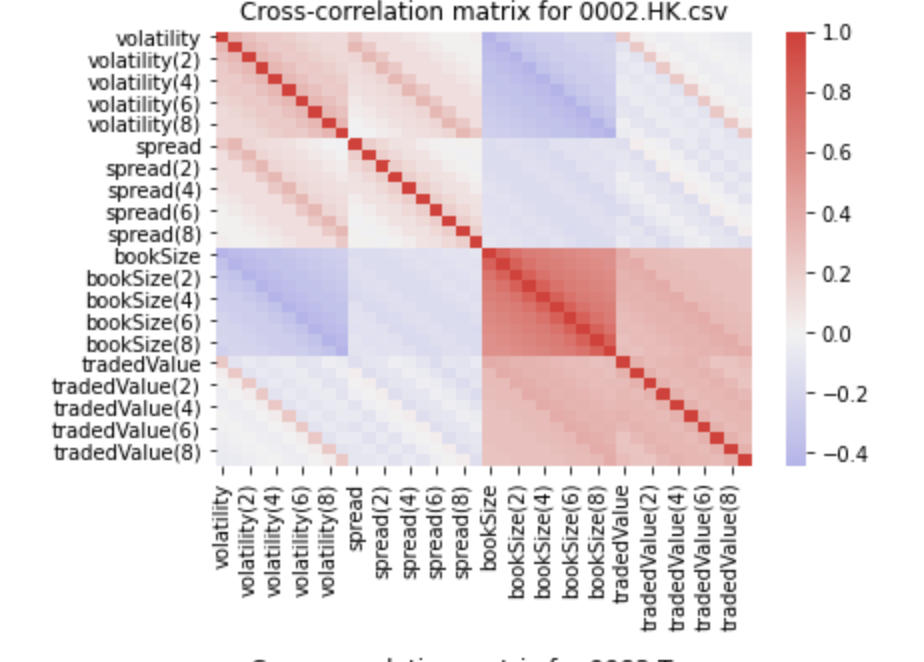 Cross-correlation matrix for 0002.HK.csv
volatility
volatility(2)
volatility(4)
volatility(6)
volatility(8)
spread
spread(2)
spread(4)
spread(6)
spread(8)
bookSize
bookSize(2)
bookSize(4)
bookSize(6)
bookSize(8)
tradedValue
tradedValue(2)
tradedValue(4)
tradedValue(6)
tradedValue(8)
volatility
volatility(2)
volatility(4)
volatility(6)
volatility(8)
spread
spread(2)
spread(4)
spread(6)
spread(8)
bookSize
bookSize(2)
bookSize(4)
bookSize(6)
bookSize(8)
tradedValue
tradedValue(2)
tradedValue(4)
tradedValue(6)
tradedValue(8)
1.0
0.8
0.6
0.4
0.2
0.0
−0.2
−0.4